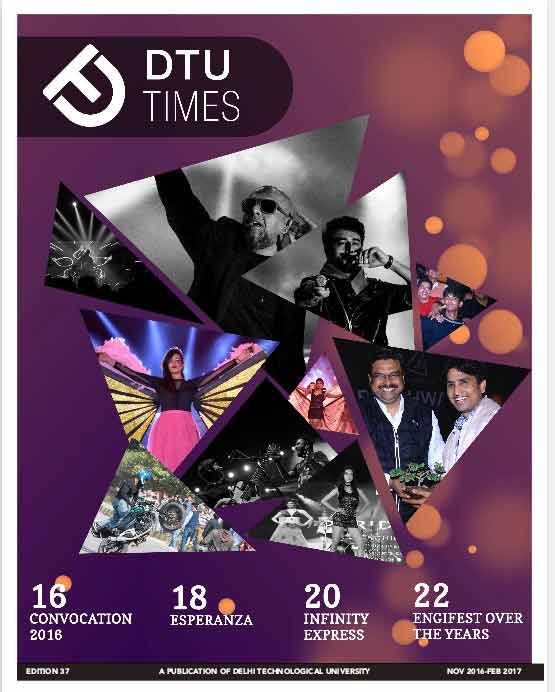 DTU
TIMES
16
CONVOCATION
2016
18
ESPERANZA
20
INFINITY
EXPRESS
22
ENGIFEST OVER
THE YEARS
EDITION 37
A PUBLICATION OF DELHI TECHNOLOGICAL UNIVERSITY
NOV 2016-FEB 2017